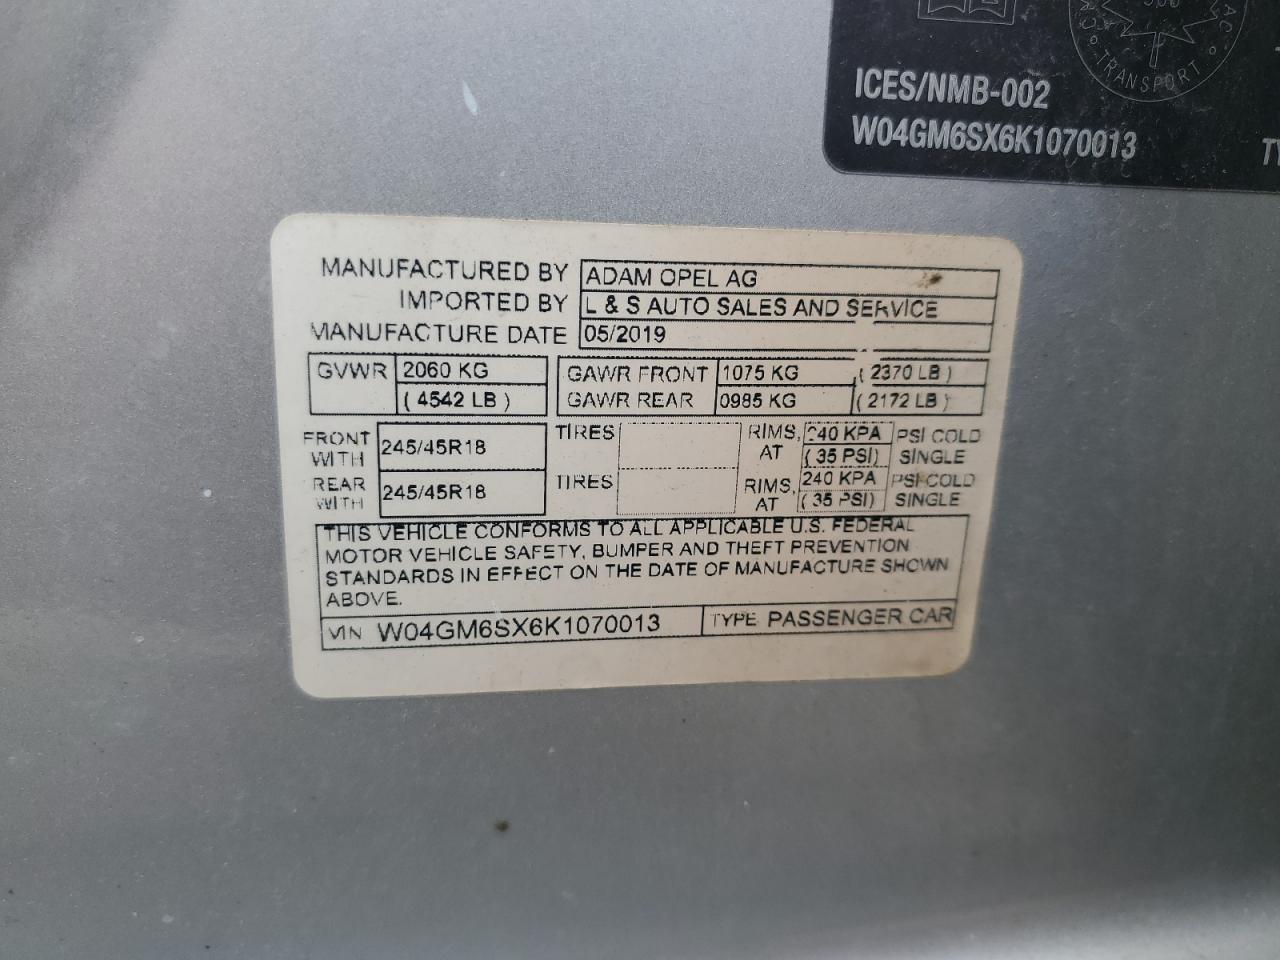 TRANSPORT
ICES/NMB-002
W04GM6SX6K1070013
MANUFACTURED BY ADAM OPEL AG
IMPORTED BY L & S AUTO SALES AND SERVICE
MANUFACTURE DATE 05/2019
GVWR 2060 KG GAWR FRONT 1075 KG (2370 LB)
(4542 LB) GAWR REAR 0985 KG (2172 LB)
FRONT WITH 245/45R18 TIRES RIMS, AT 240 KPA (35 PSI) PSI COLD SINGLE
REAR WITH 245/45R18 TIRES RIMS, AT 240 KPA (35 PSI) PSI COLD SINGLE
THIS VEHICLE CONFORMS TO ALL APPLICABLE U.S. FEDERAL
MOTOR VEHICLE SAFETY, BUMPER AND THEFT PREVENTION
STANDARDS IN EFFECT ON THE DATE OF MANUFACTURE SHOWN
ABOVE.
VIN W04GM6SX6K1070013 TYPE PASSENGER CAR